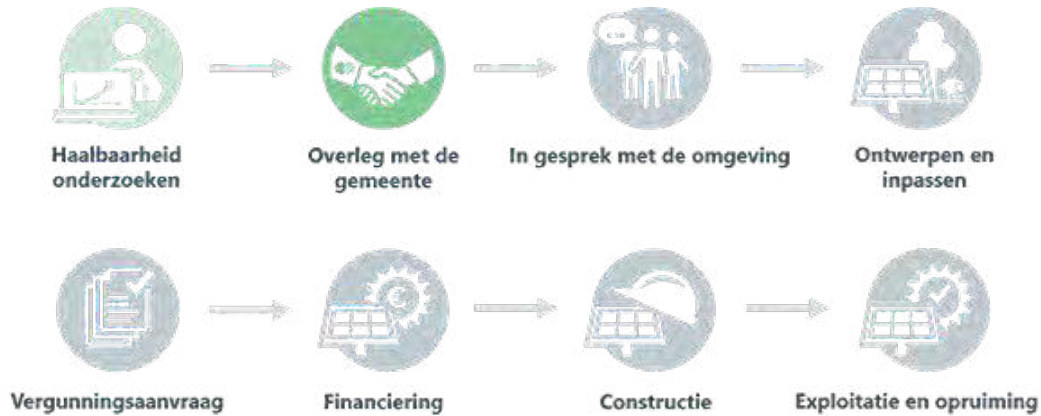 Haalbaarheid
onderzoeken
Overleg met de
gemeente
In gesprek met de omgeving
Ontwerpen en
inpassen
Vergunningsaanvraag
Financiering
Constructie
Exploitatie en opruiming